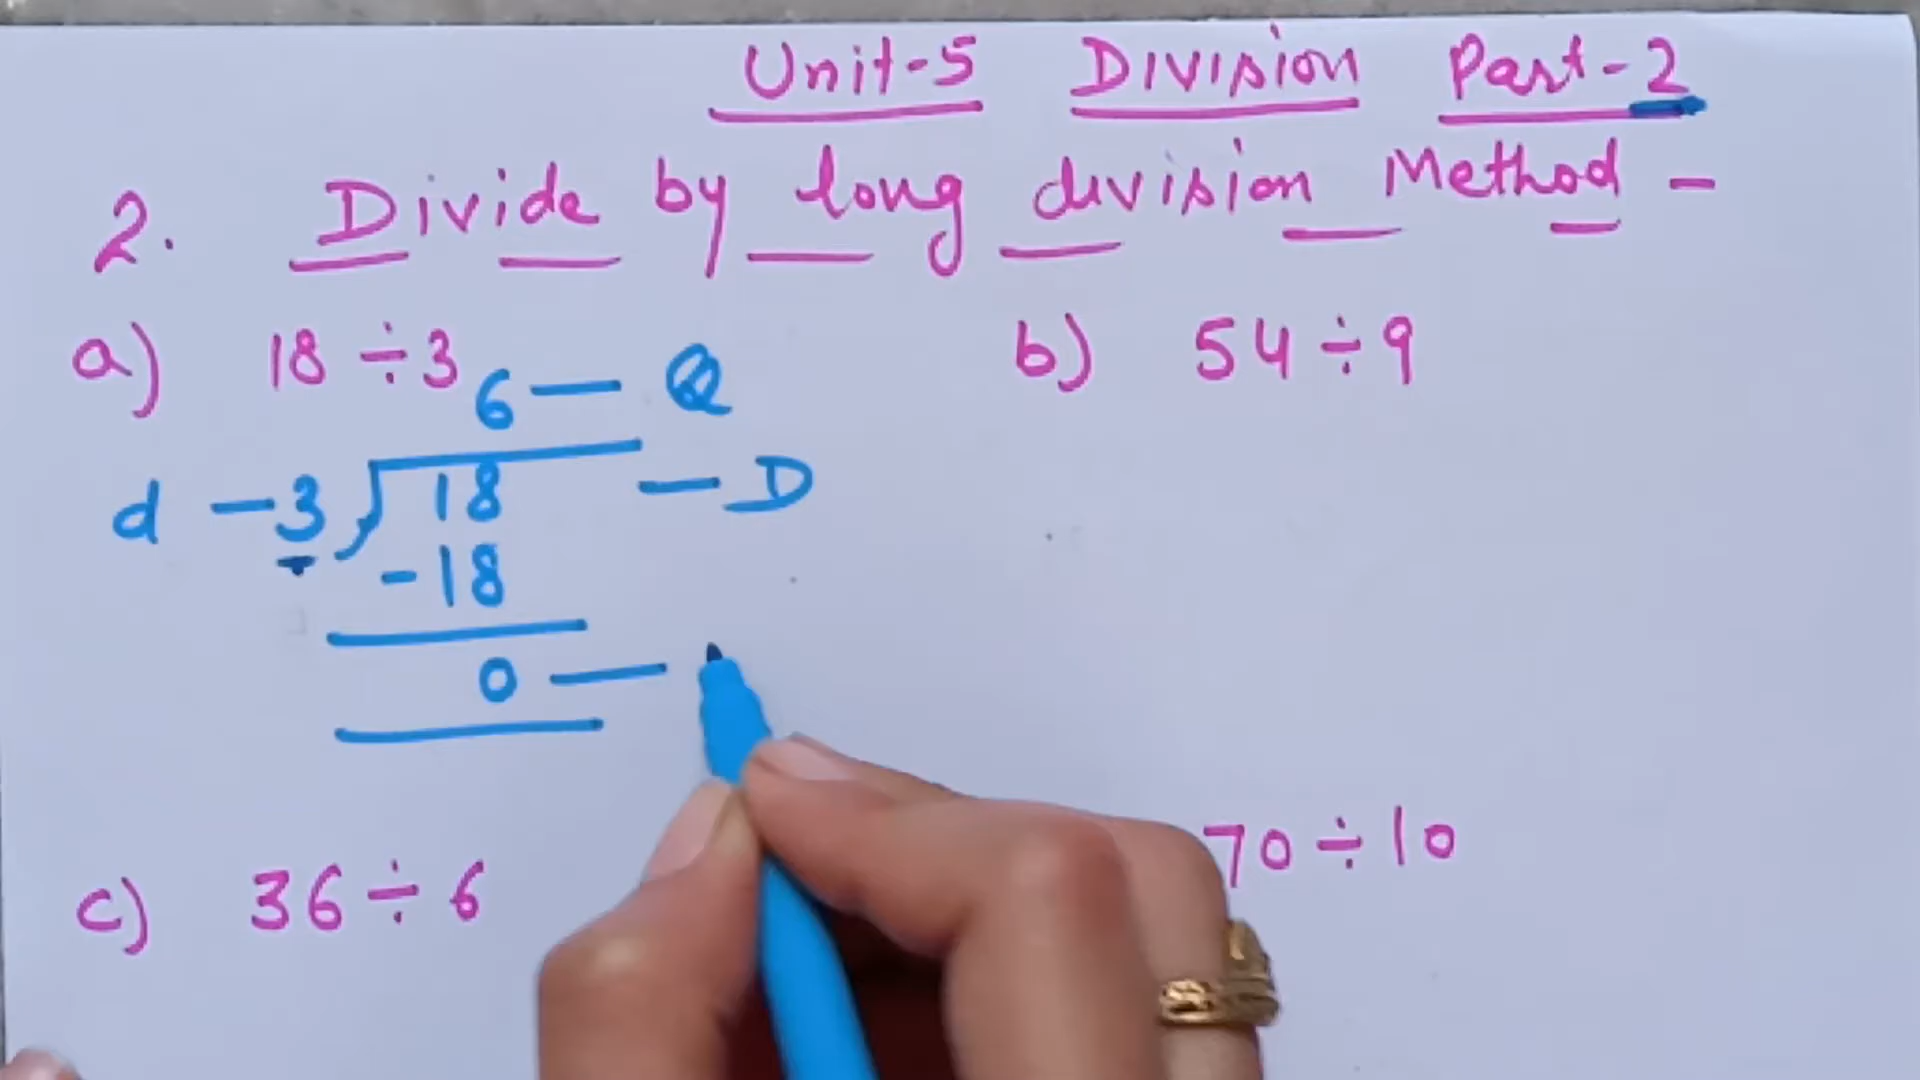 Unit-5 Division Part-2
2. Divide by long division Method -
a) 18 ÷ 3
b) 54 ÷ 9
6 — Q
d - 3 18 - D
-18
0 —
c) 36 ÷ 6
70 ÷ 10